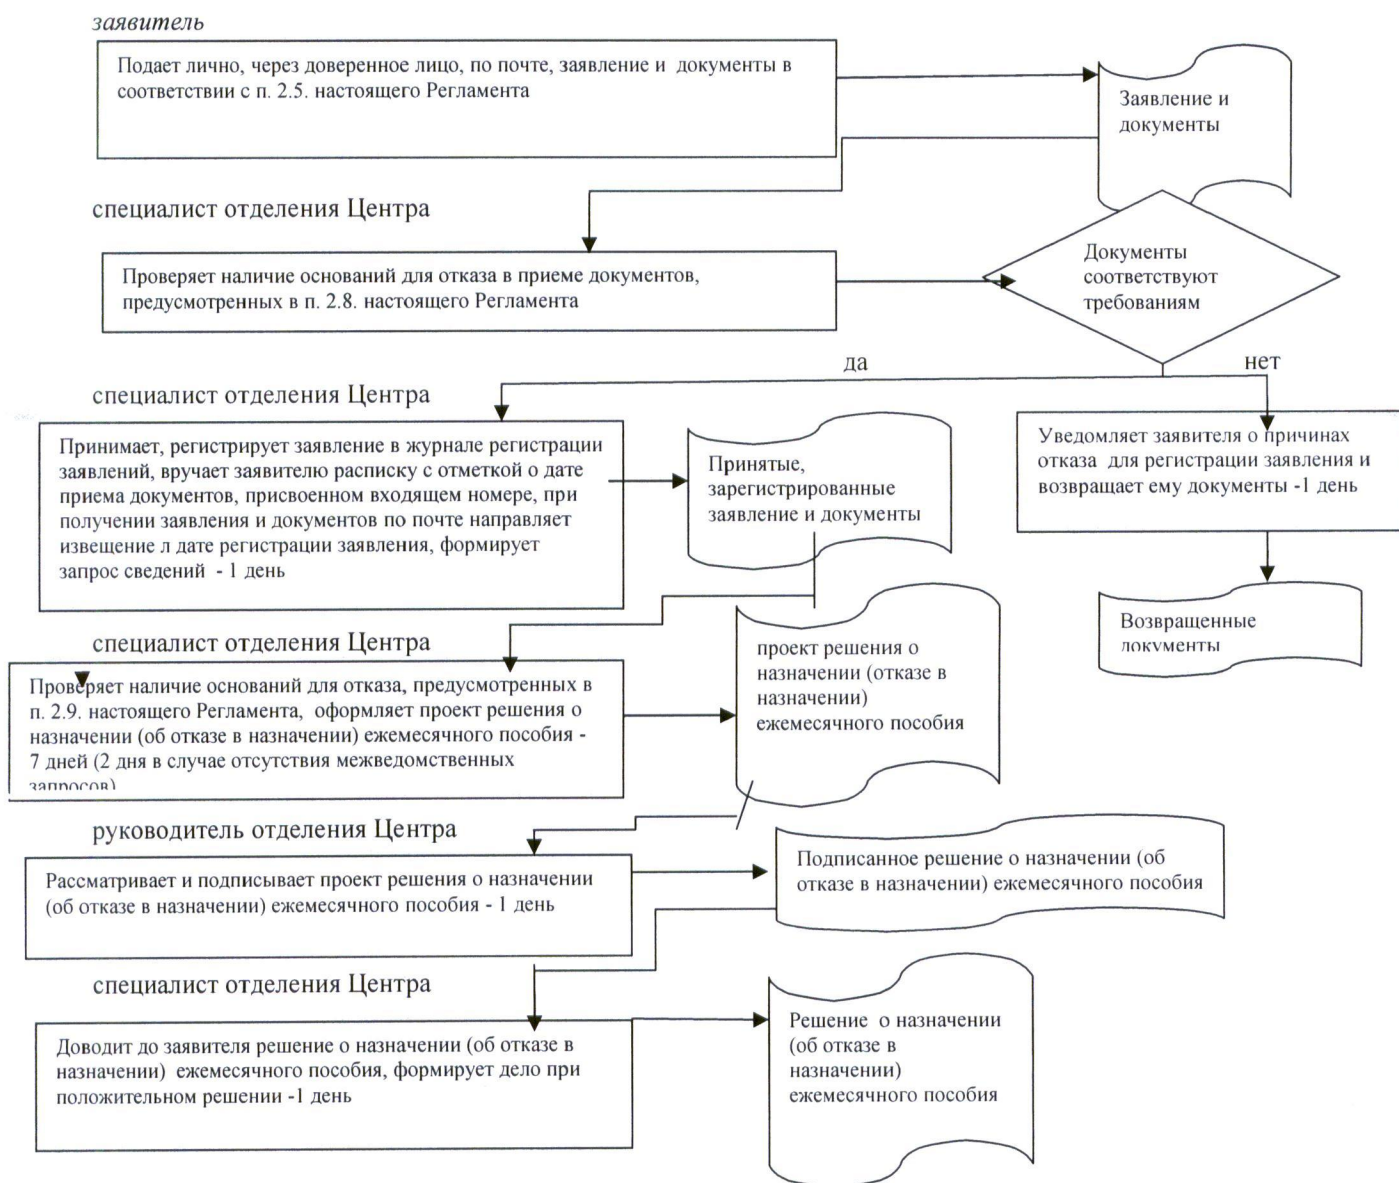 заявитель
Подает лично, через доверенное лицо, по почте, заявление и документы в
соответствии с п. 2.5. настоящего Регламента
Заявление и
документы
специалист отделения Центра
Проверяет наличие оснований для отказа в приеме документов,
предусмотренных в п. 2.8. настоящего Регламента
Документы
соответствуют
требованиям
да
нет
специалист отделения Центра
Принимает, регистрирует заявление в журнале регистрации
заявлений, вручает заявителю расписку с отметкой о дате
приема документов, присвоенном входящем номере, при
получении заявления и документов по почте направляет
извещение л дате регистрации заявления, формирует
запрос сведений - 1 день
Принятые,
зарегистрированные
заявление и документы
Уведомляет заявителя о причинах
отказа для регистрации заявления и
возвращает ему документы -1 день
Возвращенные
документы
специалист отделения Центра
Проверяет наличие оснований для отказа, предусмотренных в
п. 2.9. настоящего Регламента, оформляет проект решения о
назначении (об отказе в назначении) ежемесячного пособия -
7 дней (2 дня в случае отсутствия межведомственных
запросов)
проект решения о
назначении (отказе в
назначении)
ежемесячного пособия
руководитель отделения Центра
Рассматривает и подписывает проект решения о назначении
(об отказе в назначении) ежемесячного пособия - 1 день
Подписанное решение о назначении (об
отказе в назначении) ежемесячного пособия
специалист отделения Центра
Доводит до заявителя решение о назначении (об отказе в
назначении) ежемесячного пособия, формирует дело при
положительном решении -1 день
Решение о назначении
(об отказе в
назначении)
ежемесячного пособия